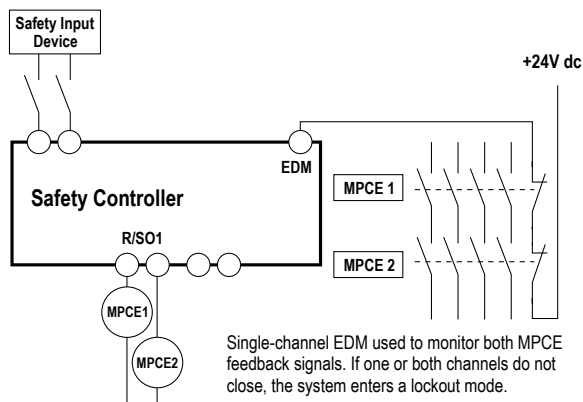 Safety Input
Device
+24V dc
EDM
Safety Controller
MPCE 1
R/SO1
MPCE 2
MPCE1
MPCE2
Single-channel EDM used to monitor both MPCE
feedback signals. If one or both channels do not
close, the system enters a lockout mode.